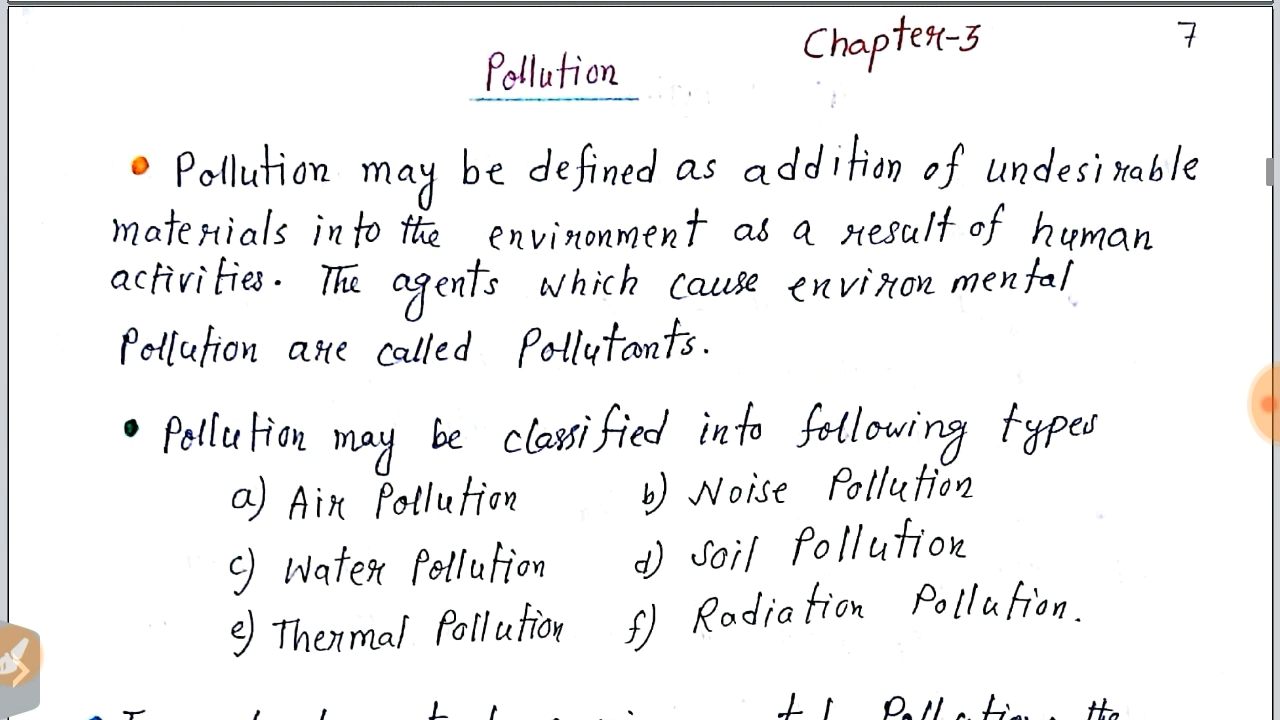 Chapter-3
7
Pollution
• Pollution may be defined as addition of undesirable
materials into the environment as a result of human
activities. The agents which cause environmental
Pollution are called Pollutants.
• Pollution may be classified into following types
a) Air Pollution b) Noise Pollution
c) Water Pollution d) Soil Pollution
e) Thermal Pollution f) Radiation Pollution.
Pollution, the